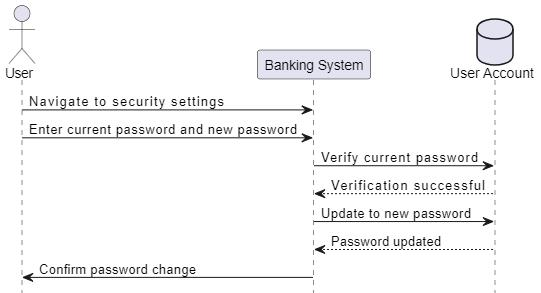 User
Banking System
User Account
Navigate to security settings
Enter current password and new password
Verify current password
Verification successful
Update to new password
Password updated
Confirm password change